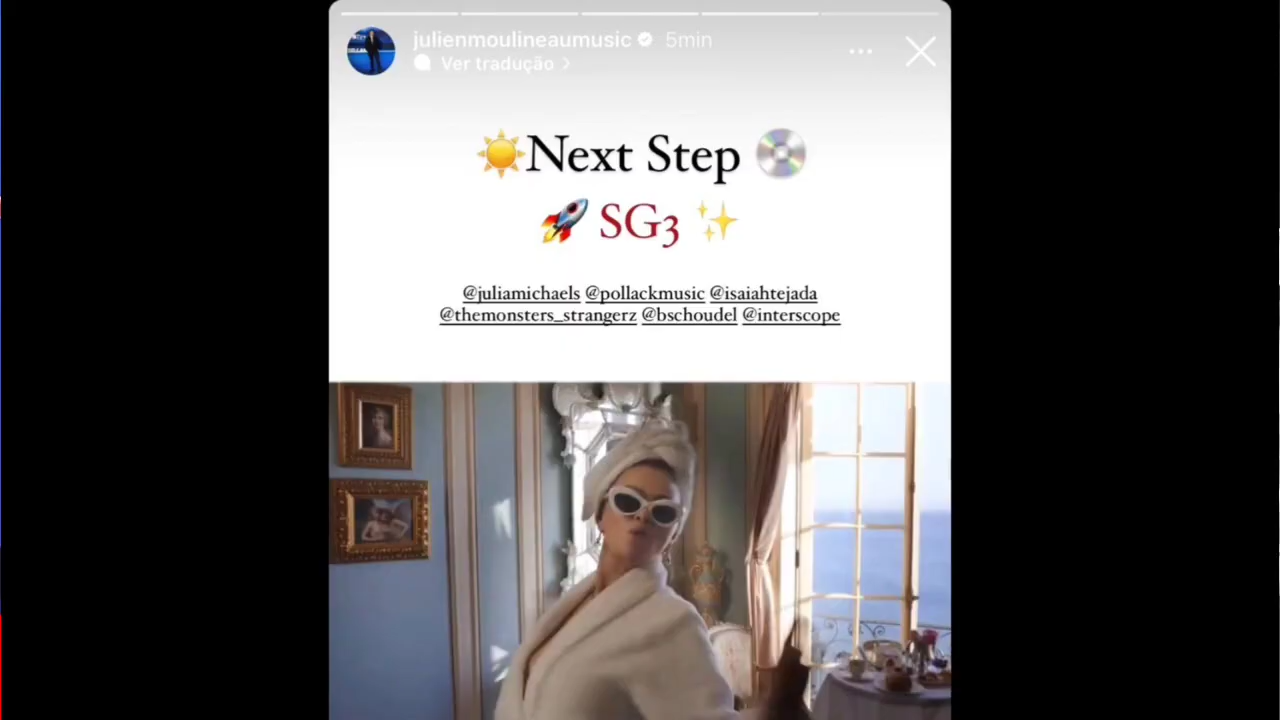 julienmoulineaumusic 5min
Ver tradução
Next Step
SG3
@juliamichaels @pollackmusic @isaiahtejada
@themonsters_strangerz @bschoudel @interscope